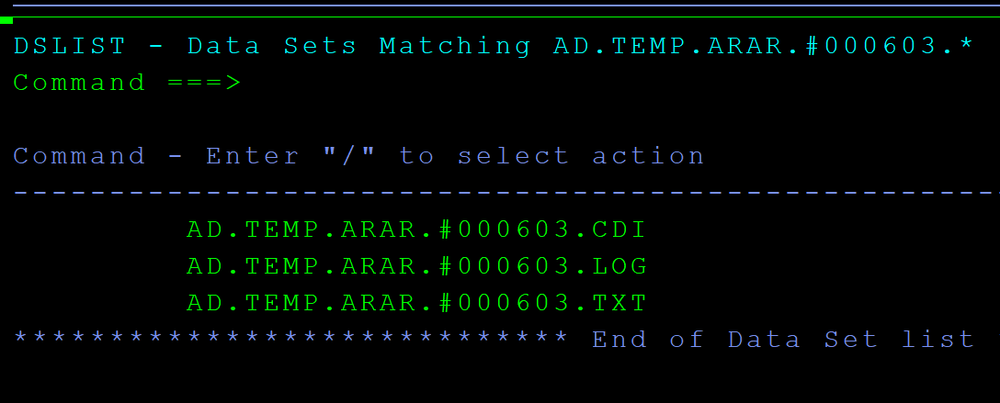 DSLIST - Data Sets Matching AD.TEMP.ARAR.#000603.*
Command ===>
Command - Enter "/" to select action
----------------------------------------------------
AD.TEMP.ARAR.#000603.CDI
AD.TEMP.ARAR.#000603.LOG
AD.TEMP.ARAR.#000603.TXT
***************************** End of Data Set list